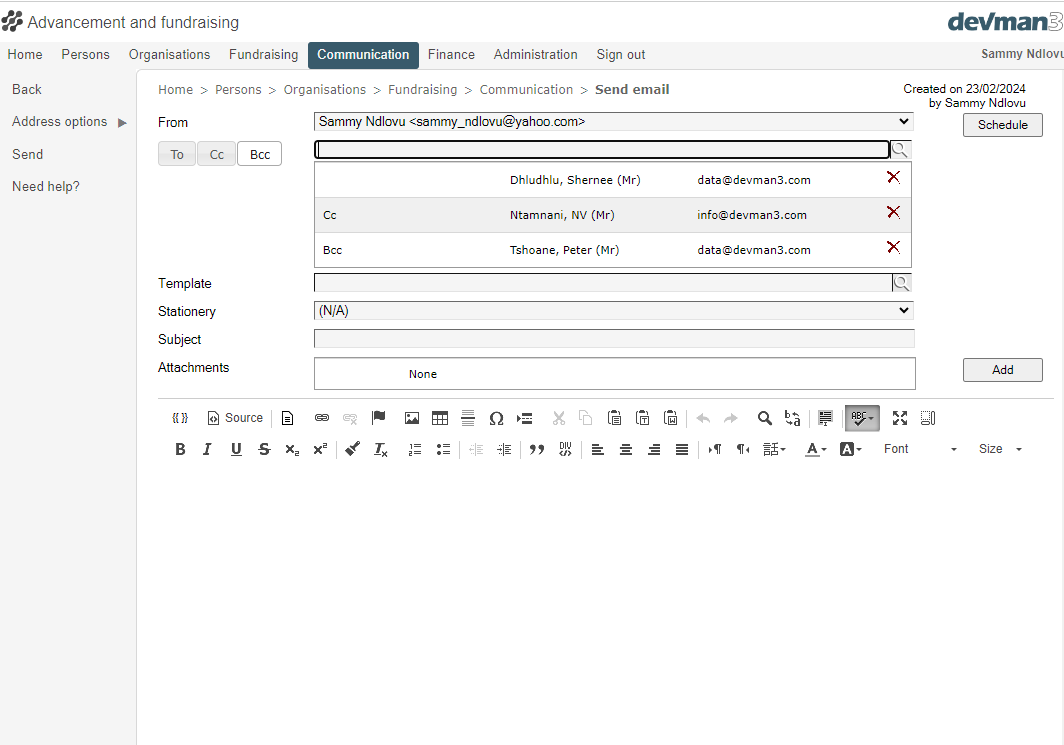 Advancement and fundraising
devman3
Home Persons Organisations Fundraising Communication Finance Administration Sign out Sammy Ndlovu
Back
Address options
Send
Need help?
Home > Persons > Organisations > Fundraising > Communication > Send email
Created on 23/02/2024
by Sammy Ndlovu
From
Sammy Ndlovu <sammy_ndlovu@yahoo.com>
Schedule
To Cc Bcc
Dhludhlu, Shernee (Mr) data@devman3.com
Cc Ntamnani, NV (Mr) info@devman3.com
Bcc Tshoane, Peter (Mr) data@devman3.com
Template
Stationery (N/A)
Subject
Attachments None Add
Source
ABC
B I U S x₂ x² Tx
DIV
A A Font Size